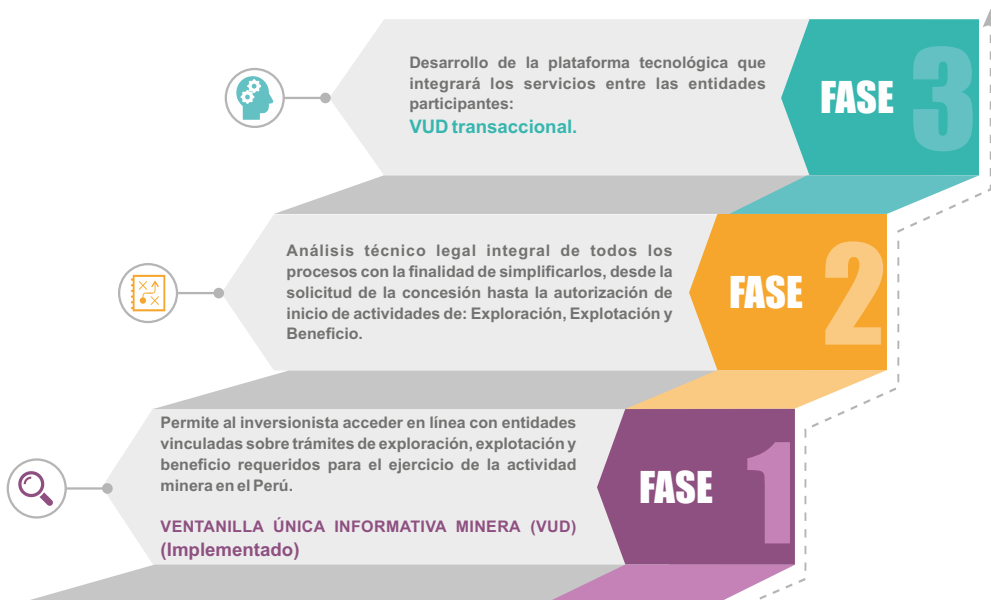 Desarrollo de la plataforma tecnológica que
integrará los servicios entre las entidades
participantes:
VUD transaccional.
FASE 3
Análisis técnico legal integral de todos los
procesos con la finalidad de simplificarlos, desde la
solicitud de la concesión hasta la autorización de
inicio de actividades de: Exploración, Explotación y
Beneficio.
FASE 2
Permite al inversionista acceder en línea con entidades
vinculadas sobre trámites de exploración, explotación y
beneficio requeridos para el ejercicio de la actividad
minera en el Perú.
VENTANILLA ÚNICA INFORMATIVA MINERA (VUD)
(Implementado)
FASE 1